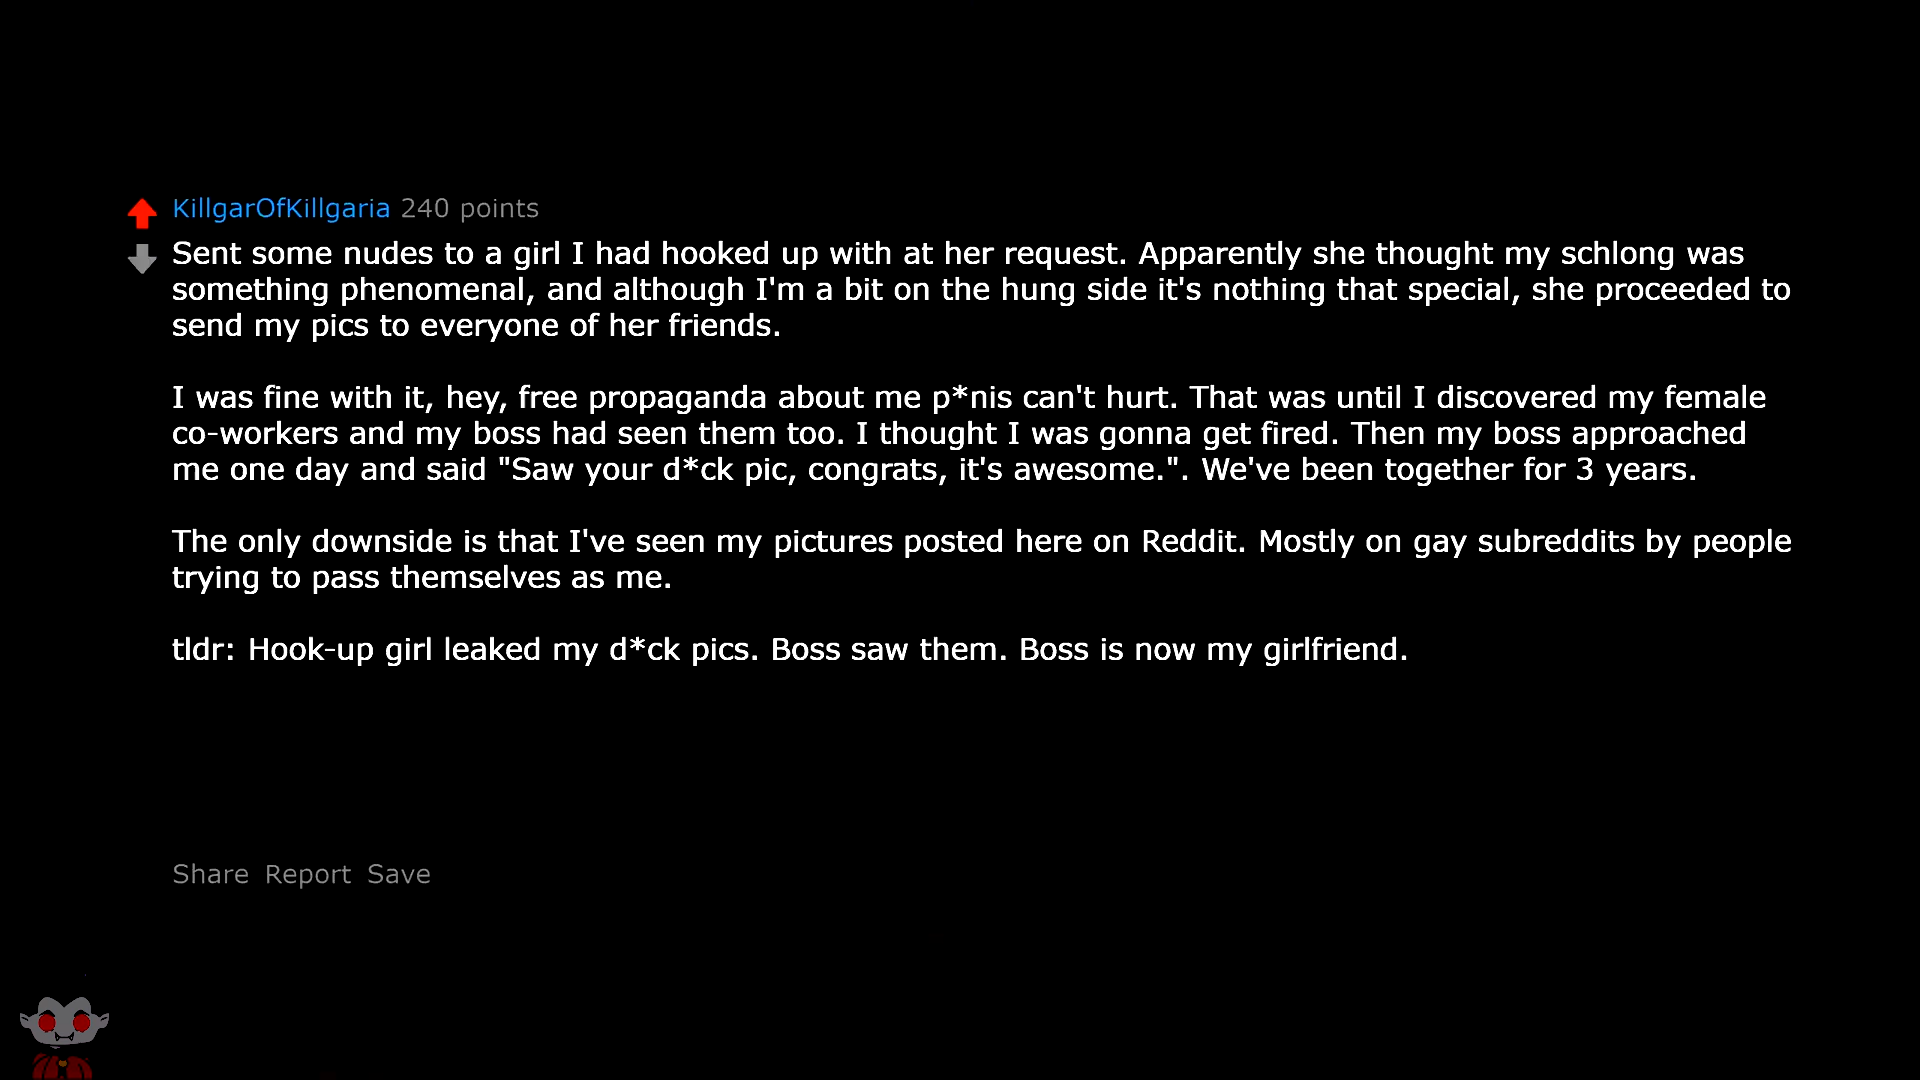 KillgarOfKillgaria 240 points
Sent some nudes to a girl I had hooked up with at her request. Apparently she thought my schlong was
something phenomenal, and although I'm a bit on the hung side it's nothing that special, she proceeded to
send my pics to everyone of her friends.
I was fine with it, hey, free propaganda about me p*nis can't hurt. That was until I discovered my female
co-workers and my boss had seen them too. I thought I was gonna get fired. Then my boss approached
me one day and said "Saw your d*ck pic, congrats, it's awesome.". We've been together for 3 years.
The only downside is that I've seen my pictures posted here on Reddit. Mostly on gay subreddits by people
trying to pass themselves as me.
tldr: Hook-up girl leaked my d*ck pics. Boss saw them. Boss is now my girlfriend.
Share Report Save